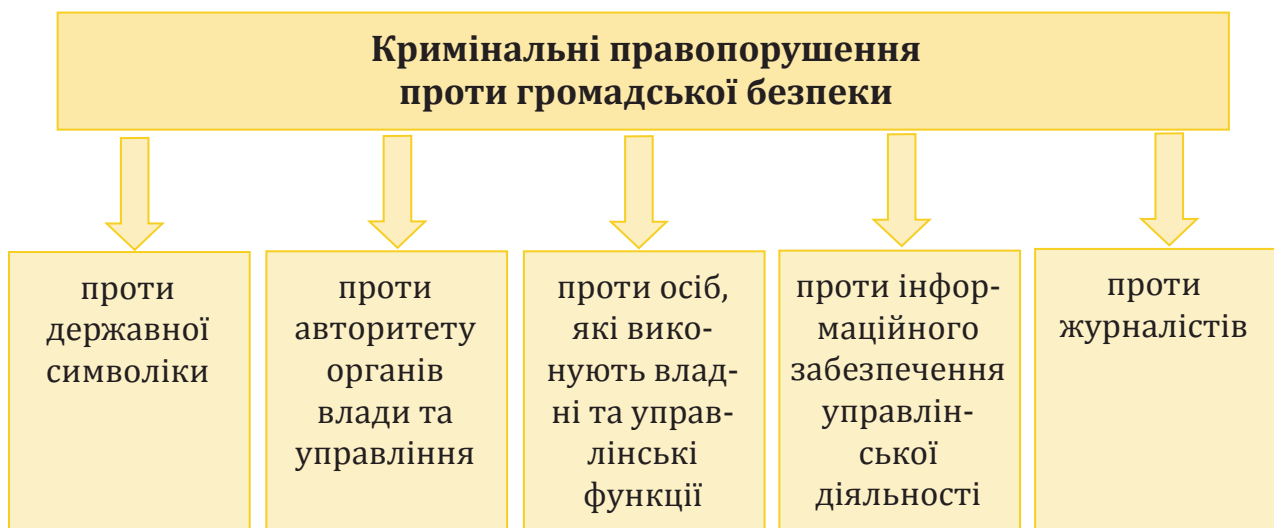 Кримінальні правопорушення
проти громадської безпеки
проти
державної
символіки
проти
авторитету
органів
влади та
управління
проти осіб,
які вико-
нують влад-
ні та управ-
лінські
функції
проти інфор-
маційного
забезпечення
управлін-
ської
діяльності
проти
журналістів